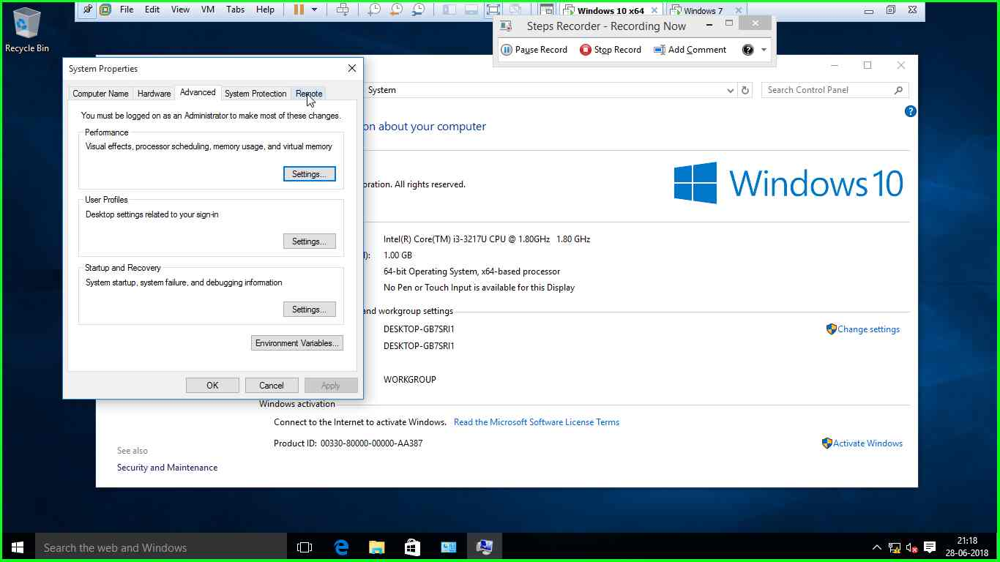 File Edit View VM Tabs Help
Windows 10 x64
Windows 7
Recycle Bin
Steps Recorder - Recording Now
Pause Record
Stop Record
Add Comment
System Properties
Computer Name
Hardware
Advanced
System Protection
Remote
You must be logged on as an Administrator to make most of these changes.
Performance
Visual effects, processor scheduling, memory usage, and virtual memory
Settings...
User Profiles
Desktop settings related to your sign-in
Settings...
Startup and Recovery
System startup, system failure, and debugging information
Settings...
Environment Variables...
OK
Cancel
Apply
System
Search Control Panel
on about your computer
oration. All rights reserved.
Windows 10
Intel(R) Core(TM) i3-3217U CPU @ 1.80GHz 1.80 GHz
): 1.00 GB
64-bit Operating System, x64-based processor
No Pen or Touch Input is available for this Display
and workgroup settings
DESKTOP-GB7SRI1
Change settings
DESKTOP-GB7SRI1
WORKGROUP
Windows activation
Connect to the Internet to activate Windows. Read the Microsoft Software License Terms
Product ID: 00330-80000-00000-AA387
Activate Windows
See also
Security and Maintenance
Search the web and Windows
21:18
28-06-2018